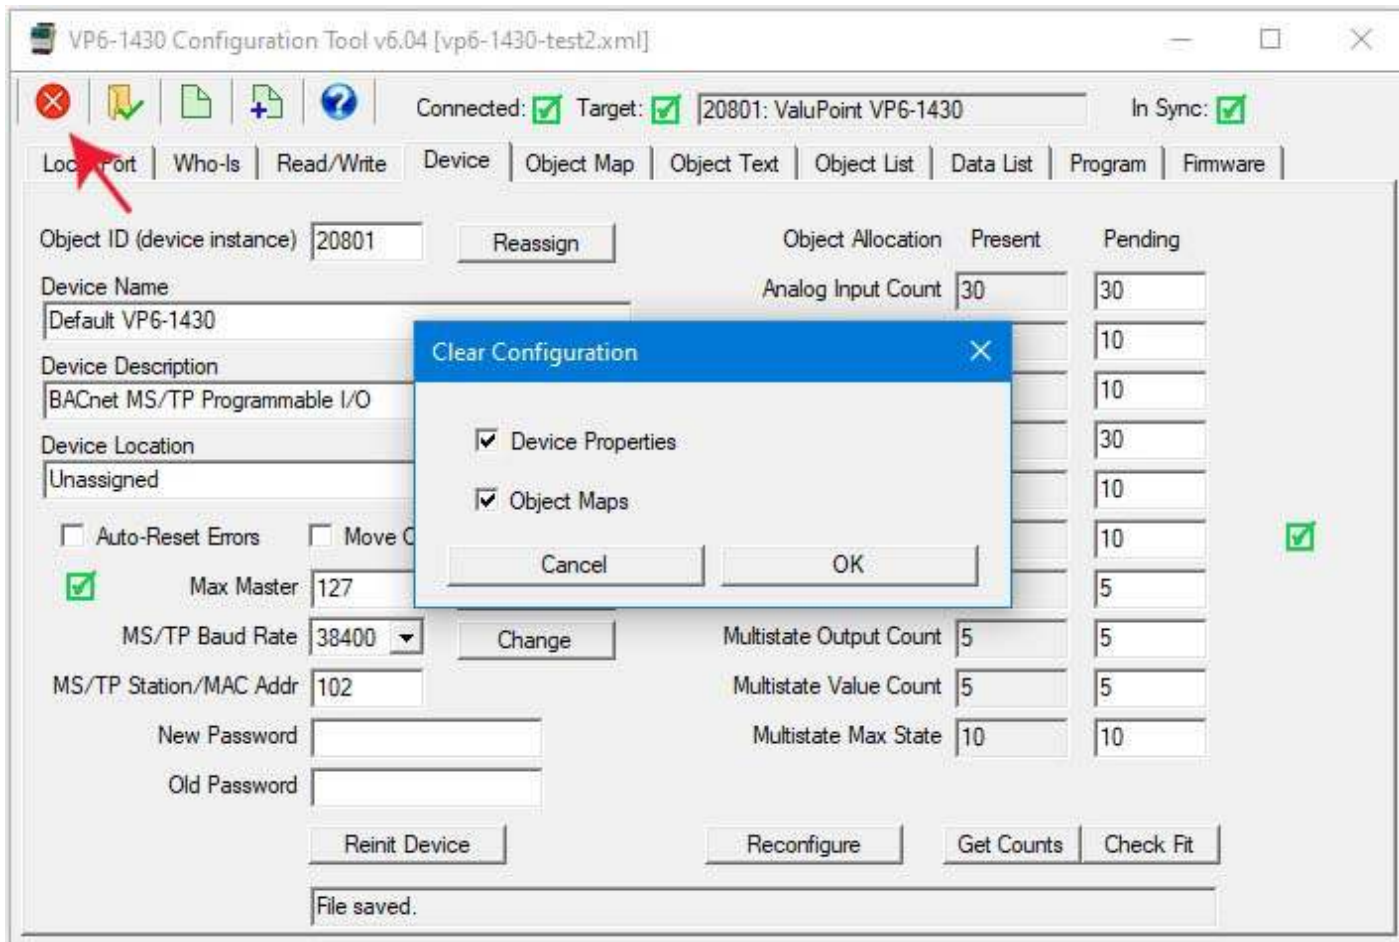 VP6-1430 Configuration Tool v6.04 [vp6-1430-test2.xml]
Connected: Target: 20801: ValuPoint VP6-1430 In Sync:
Port Who-Is Read/Write Device Object Map Object Text Object List Data List Program Firmware
Object ID (device instance) 20801 Reassign Object Allocation Present Pending
Device Name Analog Input Count 30 30
Default VP6-1430
Clear Configuration 10
Device Description
BACnet MS/TP Programmable I/O 10
Device Location Device Properties 30
Unassigned Object Maps 10
Auto-Reset Errors Move 10
Cancel OK
Max Master 127 5
MS/TP Baud Rate 38400 Change Multistate Output Count 5 5
MS/TP Station/MAC Addr 102 Multistate Value Count 5 5
New Password Multistate Max State 10 10
Old Password
Reinit Device Reconfigure Get Counts Check Fit
File saved.